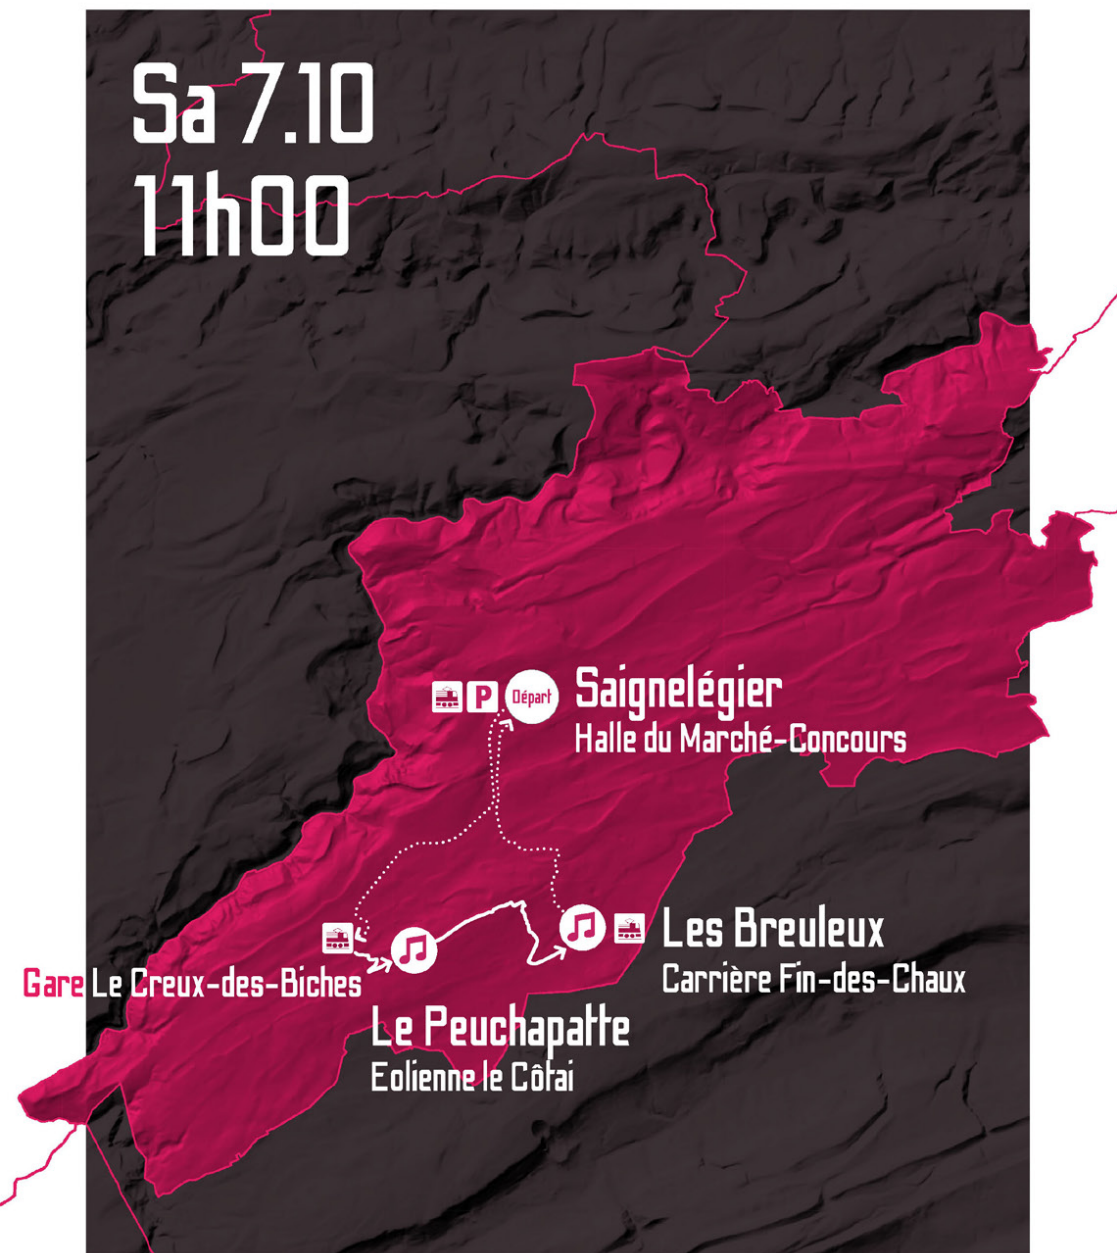 Sa 7.10
11h00
P
Départ
Saignelégier
Halle du Marché-Concours
Les Breuleux
Carrière Fin-des-Chaux
Gare Le Creux-des-Biches
Le Peuchapatte
Eolienne le Côtai